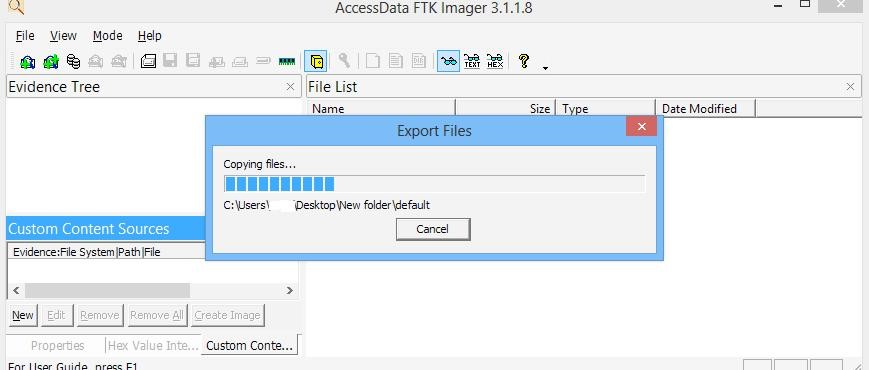 AccessData FTK Imager 3.1.1.8
File View Mode Help
TEXT HEX ?
Evidence Tree
File List
Name Size Type Date Modified
Export Files
Copying files...
C:\Users\ \Desktop\New folder\default
Cancel
Custom Content Sources
Evidence:File System|Path|File
New Edit Remove Remove All Create Image
Properties Hex Value Inte... Custom Conte...
For User Guide, press F1